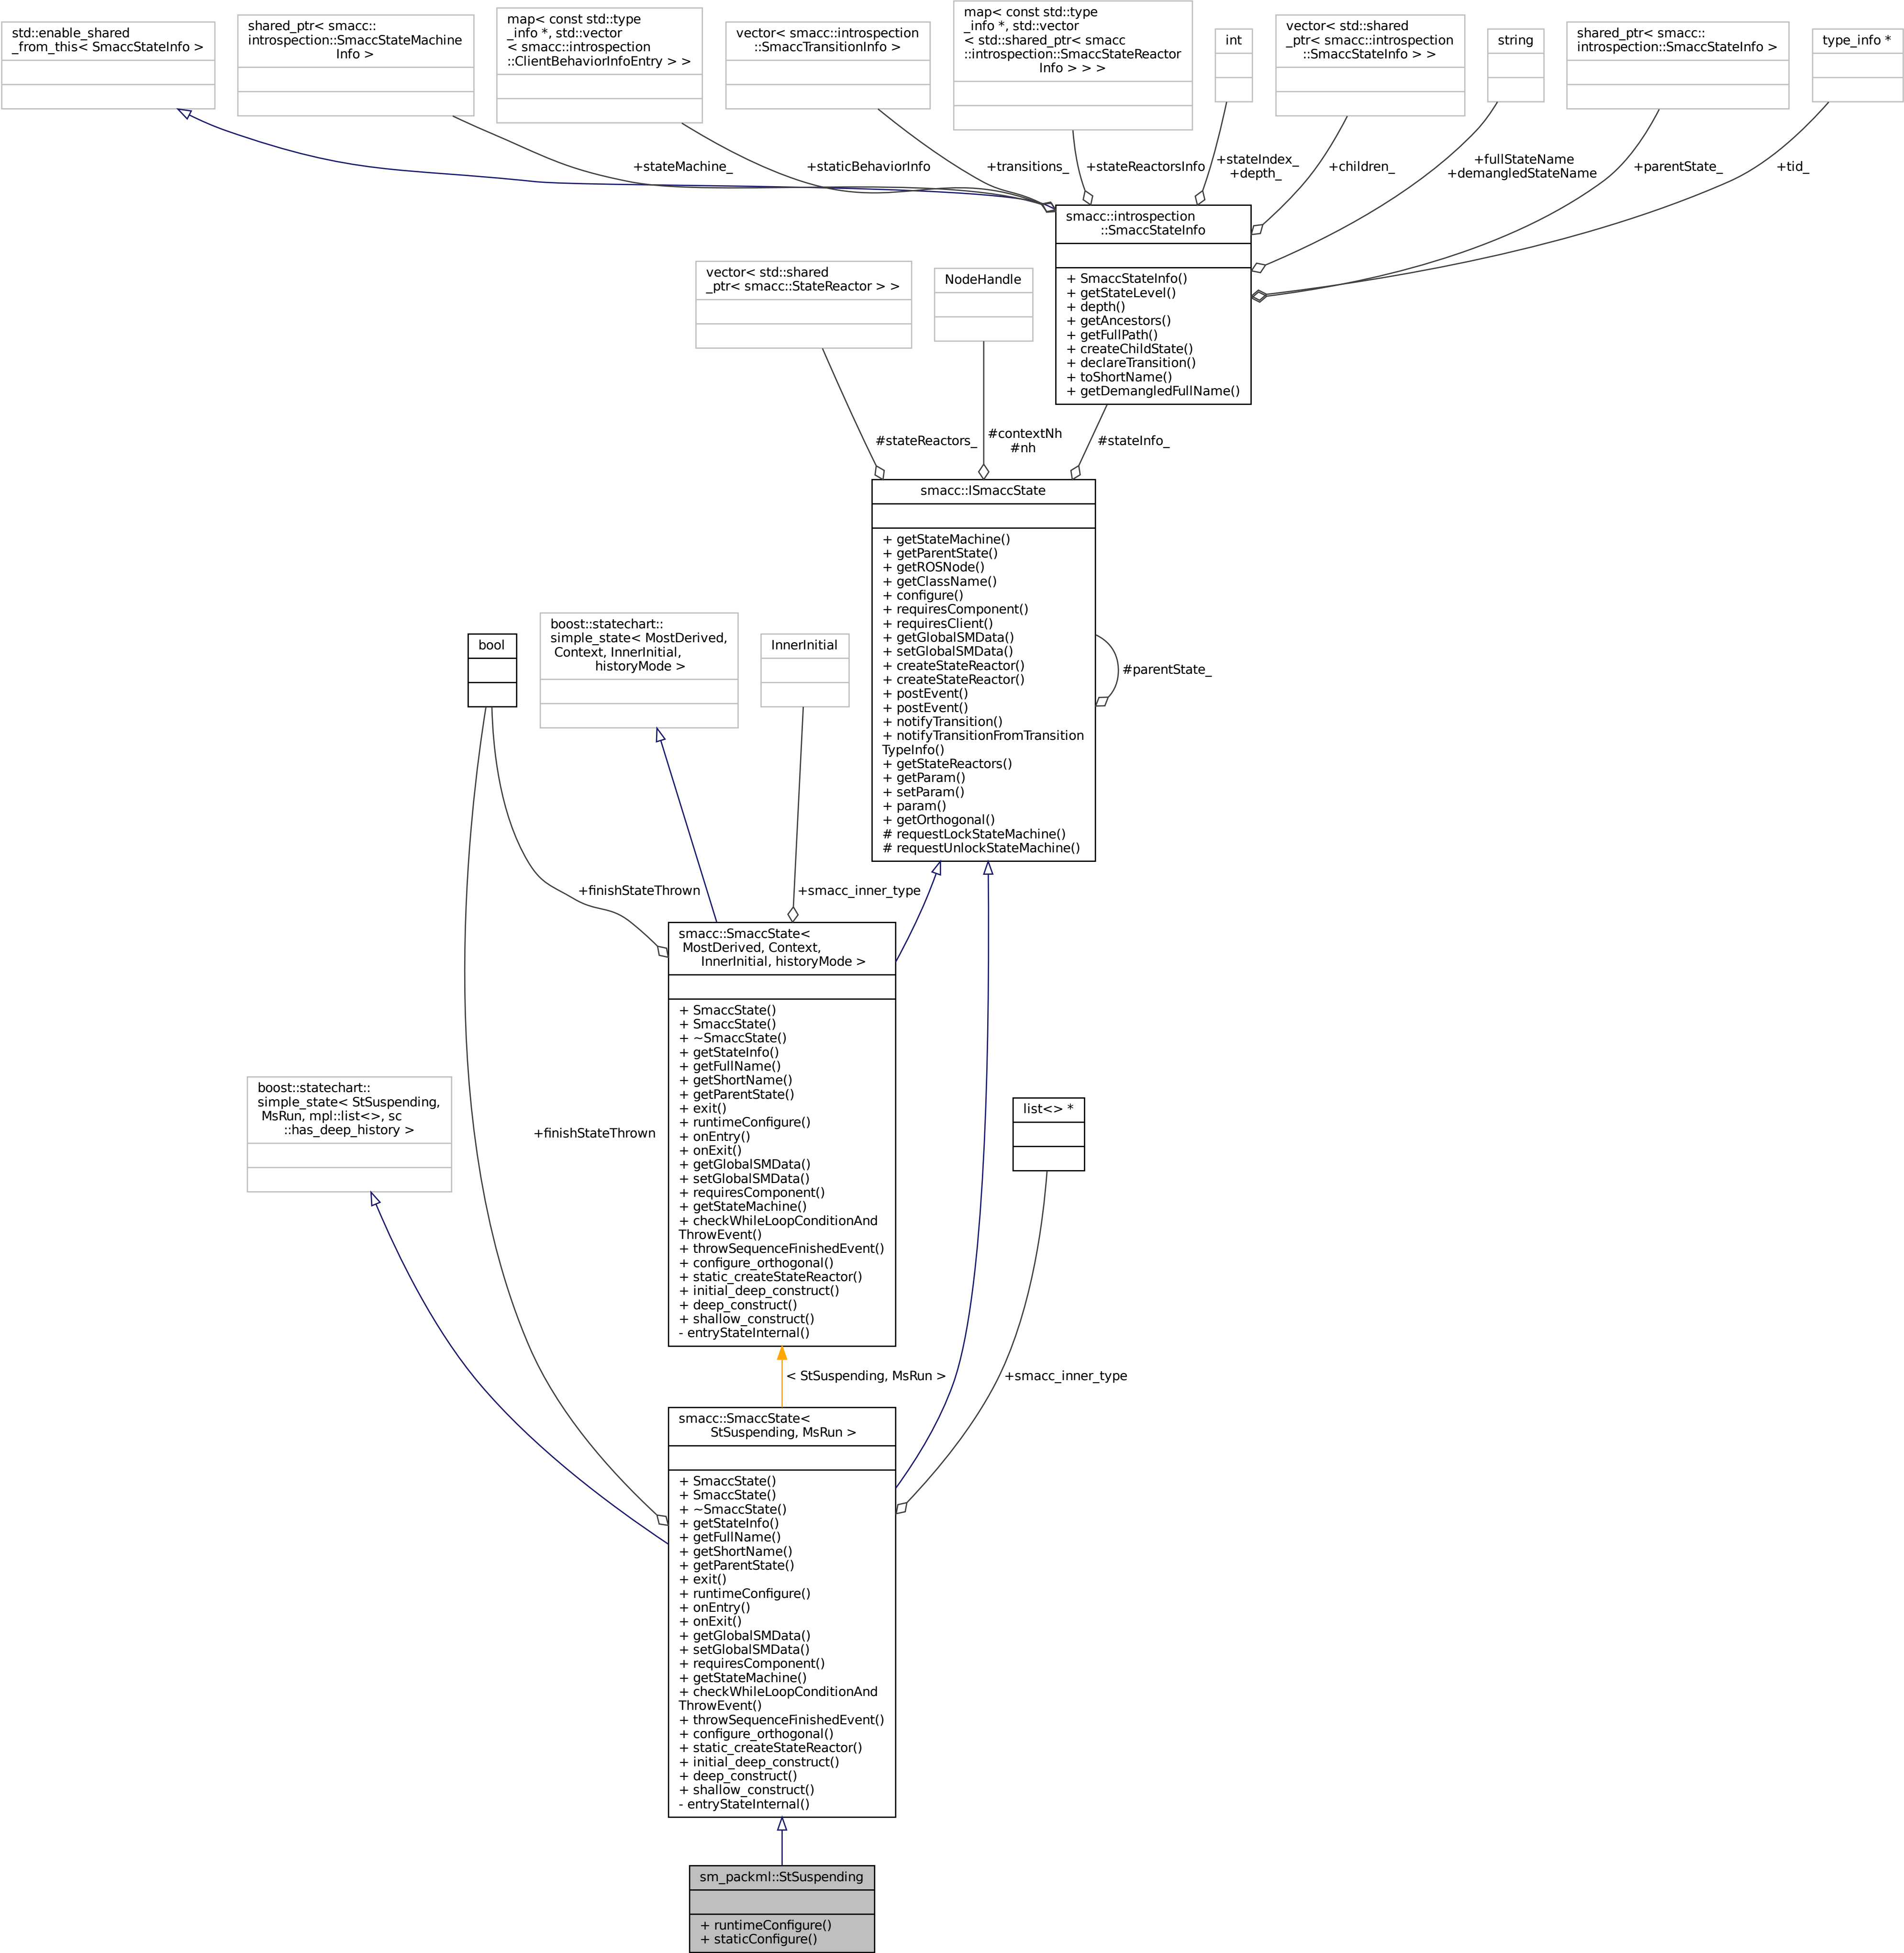 std::enable_shared
_from_this< SmaccStateInfo >
shared_ptr< smacc::
introspection::SmaccStateMachine
Info >
map< const std::type
_info *, std::vector
< smacc::introspection
::ClientBehaviorInfoEntry > >
vector< smacc::introspection
::SmaccTransitionInfo >
map< const std::type
_info *, std::vector
< std::shared_ptr< smacc
::introspection::SmaccStateReactor
Info > > >
int
vector< std::shared
_ptr< smacc::introspection
::SmaccStateInfo > >
string
shared_ptr< smacc::
introspection::SmaccStateInfo >
type_info *
+stateMachine_
+staticBehaviorInfo
+transitions_
+stateReactorsInfo
+stateIndex_
+depth_
+children_
+fullStateName
+demangledStateName
+parentState_
+tid_
smacc::introspection
::SmaccStateInfo
+ SmaccStateInfo()
+ getStateLevel()
+ depth()
+ getAncestors()
+ getFullPath()
+ createChildState()
+ declareTransition()
+ toShortName()
+ getDemangledFullName()
vector< std::shared
_ptr< smacc::StateReactor > >
NodeHandle
#stateReactors_
#contextNh
#nh
#stateInfo_
smacc::ISmaccState
+ getStateMachine()
+ getParentState()
+ getROSNode()
+ getClassName()
+ configure()
+ requiresComponent()
+ requiresClient()
+ getGlobalSMData()
+ setGlobalSMData()
+ createStateReactor()
+ createStateReactor()
+ postEvent()
+ postEvent()
+ notifyTransition()
+ notifyTransitionFromTransition
TypeInfo()
+ getStateReactors()
+ getParam()
+ setParam()
+ param()
+ getOrthogonal()
# requestLockStateMachine()
# requestUnlockStateMachine()
#parentState_
bool
boost::statechart::
simple_state< MostDerived,
Context, InnerInitial,
historyMode >
InnerInitial
+finishStateThrown
+smacc_inner_type
smacc::SmaccState<
MostDerived, Context,
InnerInitial, historyMode >
+ SmaccState()
+ SmaccState()
+ ~SmaccState()
+ getStateInfo()
+ getFullName()
+ getShortName()
+ getParentState()
+ exit()
+ runtimeConfigure()
+ onEntry()
+ onExit()
+ getGlobalSMData()
+ setGlobalSMData()
+ requiresComponent()
+ getStateMachine()
+ checkWhileLoopConditionAnd
ThrowEvent()
+ throwSequenceFinishedEvent()
+ configure_orthogonal()
+ static_createStateReactor()
+ initial_deep_construct()
+ deep_construct()
+ shallow_construct()
- entryStateInternal()
boost::statechart::
simple_state< StSuspending,
MsRun, mpl::list<>, sc
::has_deep_history >
+finishStateThrown
list<> *
< StSuspending, MsRun >
+smacc_inner_type
smacc::SmaccState<
StSuspending, MsRun >
+ SmaccState()
+ SmaccState()
+ ~SmaccState()
+ getStateInfo()
+ getFullName()
+ getShortName()
+ getParentState()
+ exit()
+ runtimeConfigure()
+ onEntry()
+ onExit()
+ getGlobalSMData()
+ setGlobalSMData()
+ requiresComponent()
+ getStateMachine()
+ checkWhileLoopConditionAnd
ThrowEvent()
+ throwSequenceFinishedEvent()
+ configure_orthogonal()
+ static_createStateReactor()
+ initial_deep_construct()
+ deep_construct()
+ shallow_construct()
- entryStateInternal()
sm_packml::StSuspending
+ runtimeConfigure()
+ staticConfigure()